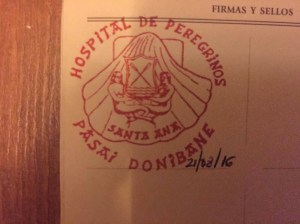 FIRMAS Y SELLOS
HOSPITAL DE PEREGRINOS
SANTA ANA
PASAI DONIBANE
21/08/16